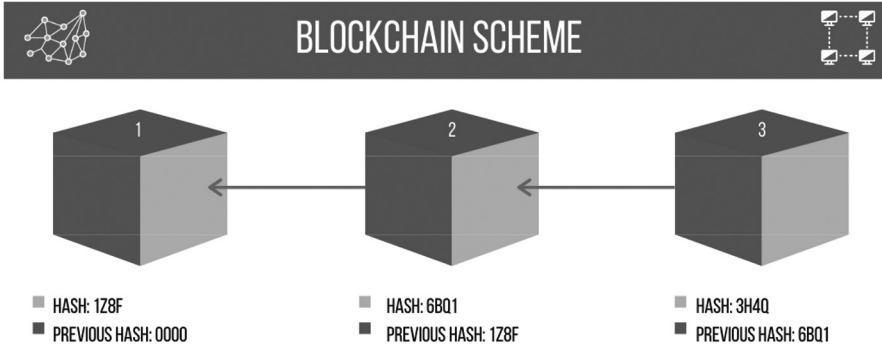 BLOCKCHAIN SCHEME
1
2
3
HASH: 1Z8F
PREVIOUS HASH: 0000
HASH: 6BQ1
PREVIOUS HASH: 1Z8F
HASH: 3H4Q
PREVIOUS HASH: 6BQ1